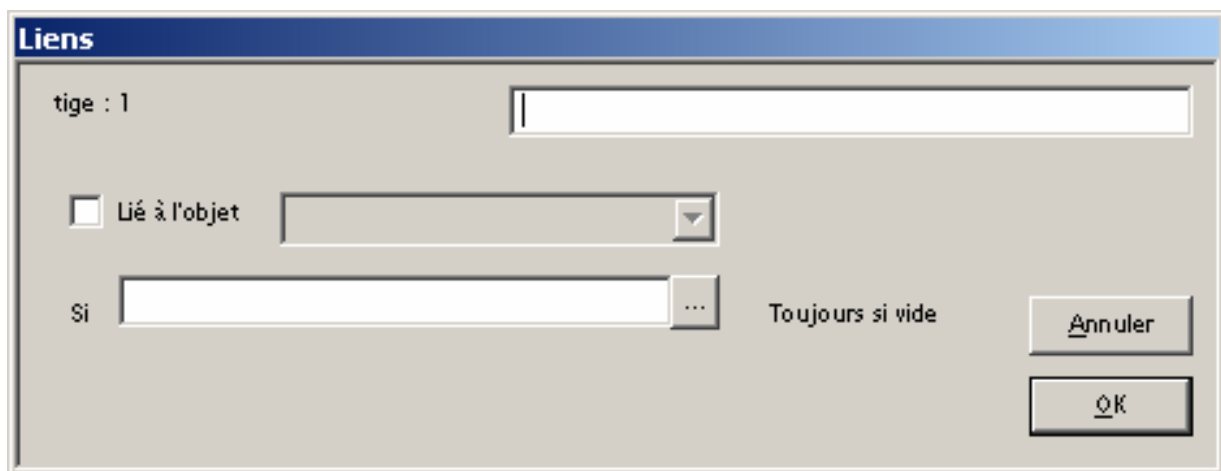 Liens
tige : 1
Lié à l'objet
Si
...
Toujours si vide
Annuler
OK